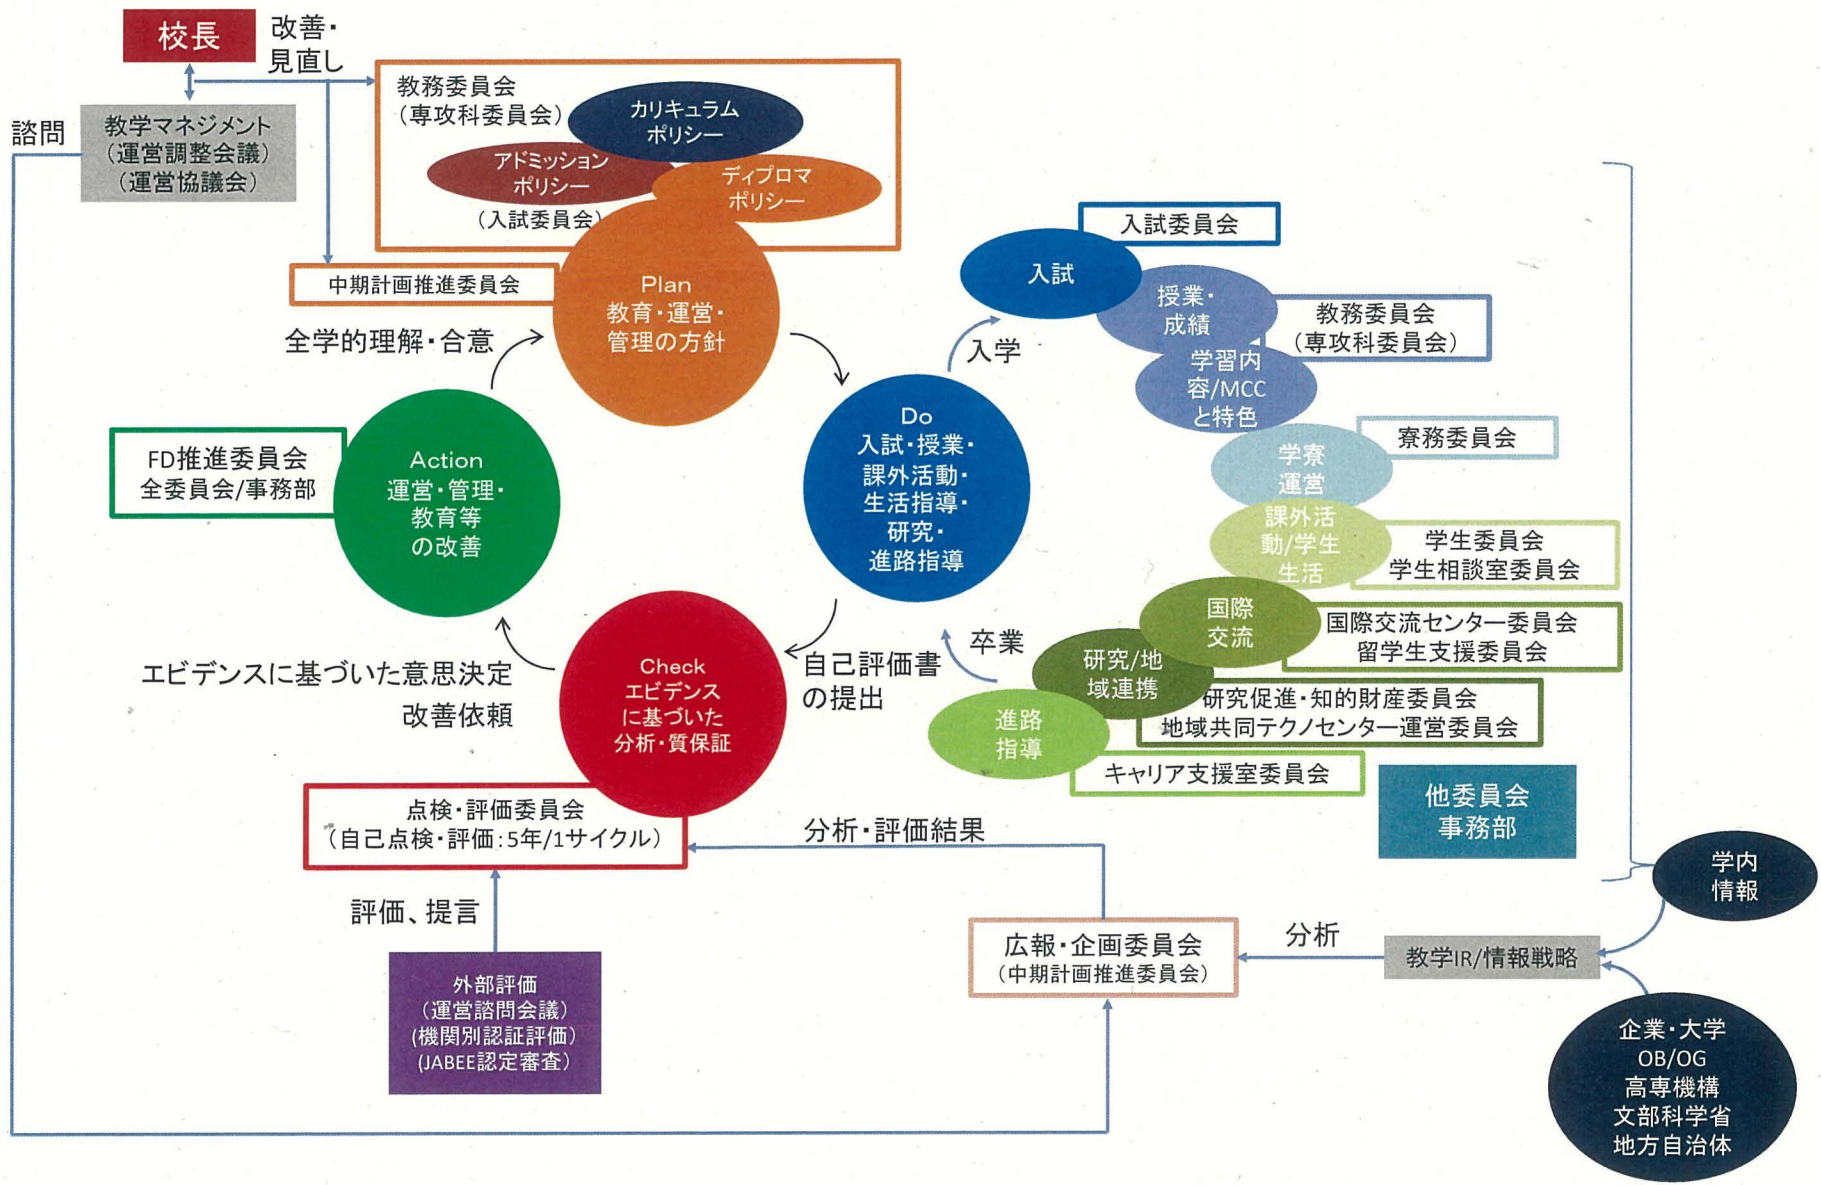 校長
改善・
見直し
諮問
教学マネジメント
（運営調整会議）
（運営協議会）
教務委員会
（専攻科委員会）
カリキュラム
ポリシー
アドミッション
ポリシー
ディプロマ
ポリシー
（入試委員会）
中期計画推進委員会
Plan
教育・運営・
管理の方針
全学的理解・合意
FD推進委員会
全委員会/事務部
Action
運営・管理・
教育等
の改善
Do
入試・授業・
課外活動・
生活指導・
研究・
進路指導
入学
入試
入試委員会
授業・
成績
教務委員会
（専攻科委員会）
学習内
容/MCC
と特色
学寮
運営
寮務委員会
課外活
動/学生
生活
学生委員会
学生相談室委員会
国際
交流
国際交流センター委員会
留学生支援委員会
研究/地
域連携
研究促進・知的財産委員会
地域共同テクノセンター運営委員会
進路
指導
キャリア支援室委員会
卒業
他委員会
事務部
自己評価書
の提出
Check
エビデンス
に基づいた
分析・質保証
エビデンスに基づいた意思決定
改善依頼
点検・評価委員会
（自己点検・評価：5年/1サイクル）
分析・評価結果
評価、提言
外部評価
（運営諮問会議）
(機関別認証評価)
(JABEE認定審査）
広報・企画委員会
（中期計画推進委員会）
分析
教学IR/情報戦略
学内
情報
企業・大学
OB/OG
高専機構
文部科学省
地方自治体